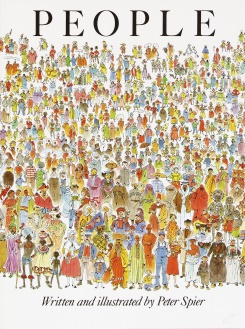 PEOPLE
Written and illustrated by Peter Spier